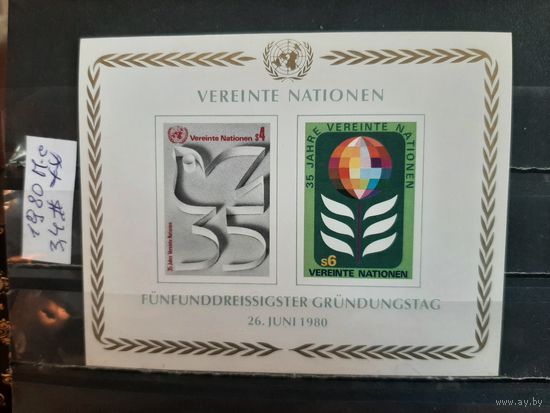 VEREINTE NATIONEN
Vereinte Nationen S4
35 Jahre Vereinte Nationen
35 JAHRE VEREINTE NATIONEN
S6
VEREINTE NATIONEN
FÜNFUNDDREISSIGSTER GRÜNDUNGSTAG
26. JUNI 1980
1980
www.ay.by